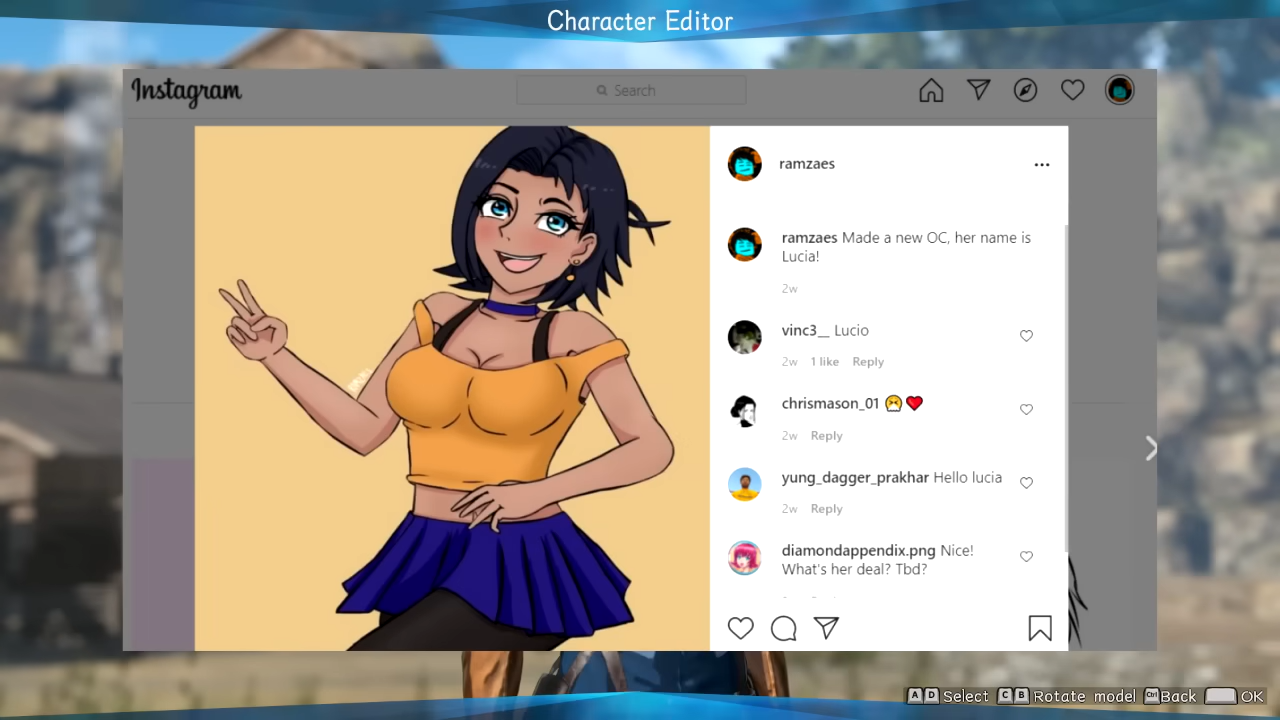 Character Editor
Instagram
Search
ramzaes
ramzaes Made a new OC, her name is
Lucia!
2w
vinc3__ Lucio
2w 1 like Reply
chrismason_01 😷❤️
2w Reply
yung_dagger_prakhar Hello lucia
2w Reply
diamondappendix.png Nice!
What's her deal? Tbd?
A D Select C B Rotate model Ctrl Back OK